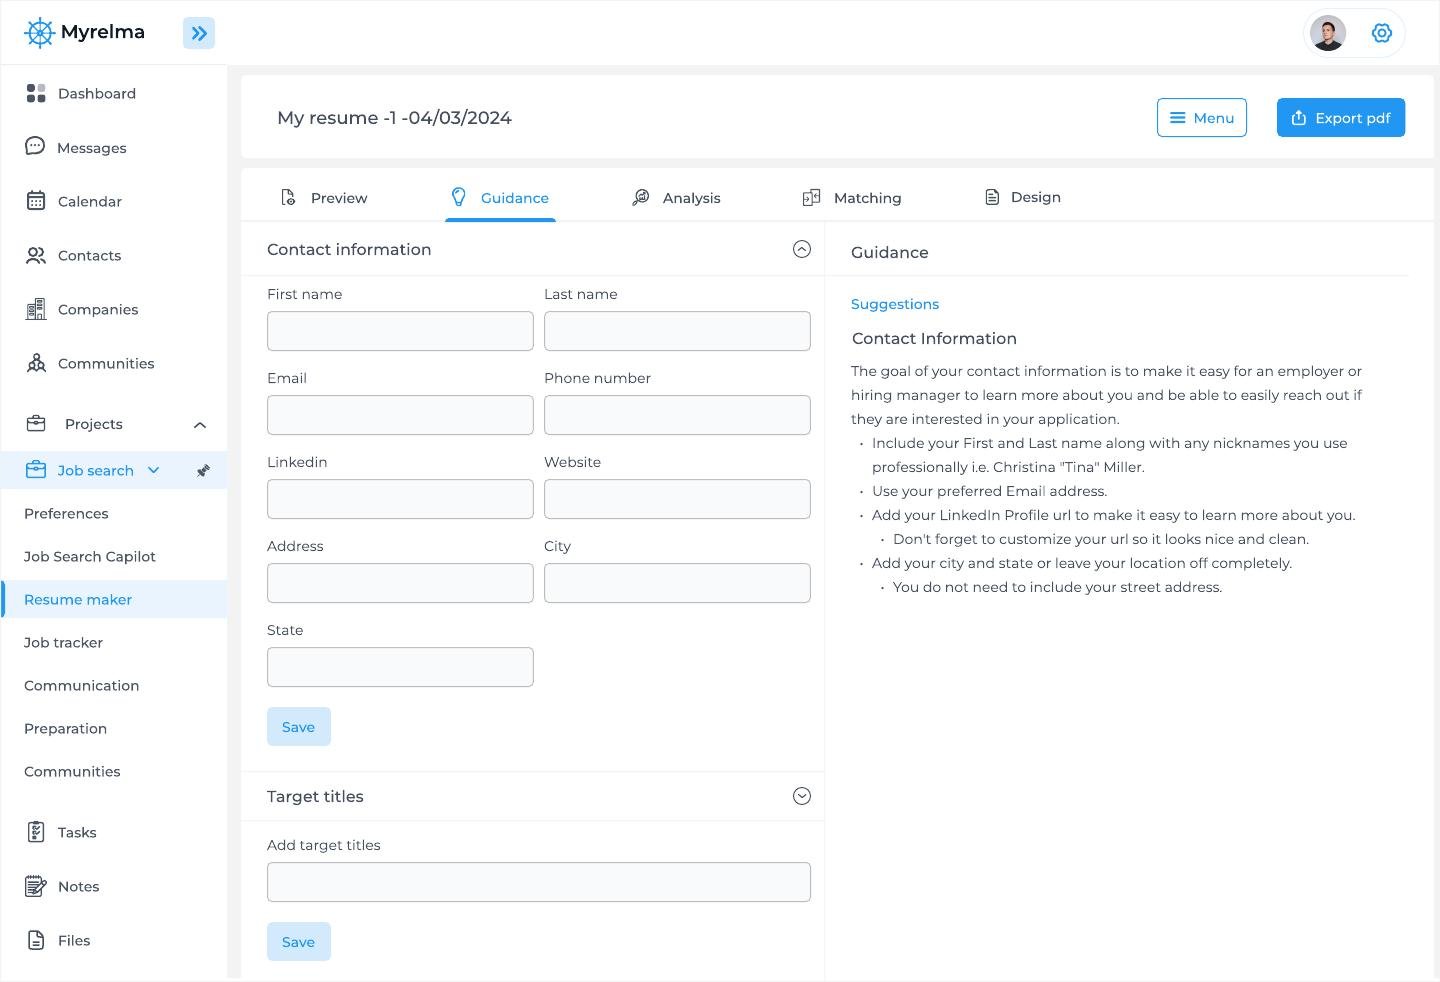 Myrelma
Dashboard
Messages
Calendar
Contacts
Companies
Communities
Projects
Job search
Preferences
Job Search Capilot
Resume maker
Job tracker
Communication
Preparation
Communities
Tasks
Notes
Files
My resume -1 -04/03/2024
Menu
Export pdf
Preview
Guidance
Analysis
Matching
Design
Contact information
First name
Last name
Email
Phone number
Linkedin
Website
Address
City
State
Save
Target titles
Add target titles
Save
Guidance
Suggestions
Contact Information
The goal of your contact information is to make it easy for an employer or
hiring manager to learn more about you and be able to easily reach out if
they are interested in your application.
• Include your First and Last name along with any nicknames you use
professionally i.e. Christina "Tina" Miller.
• Use your preferred Email address.
• Add your LinkedIn Profile url to make it easy to learn more about you.
• Don't forget to customize your url so it looks nice and clean.
• Add your city and state or leave your location off completely.
• You do not need to include your street address.